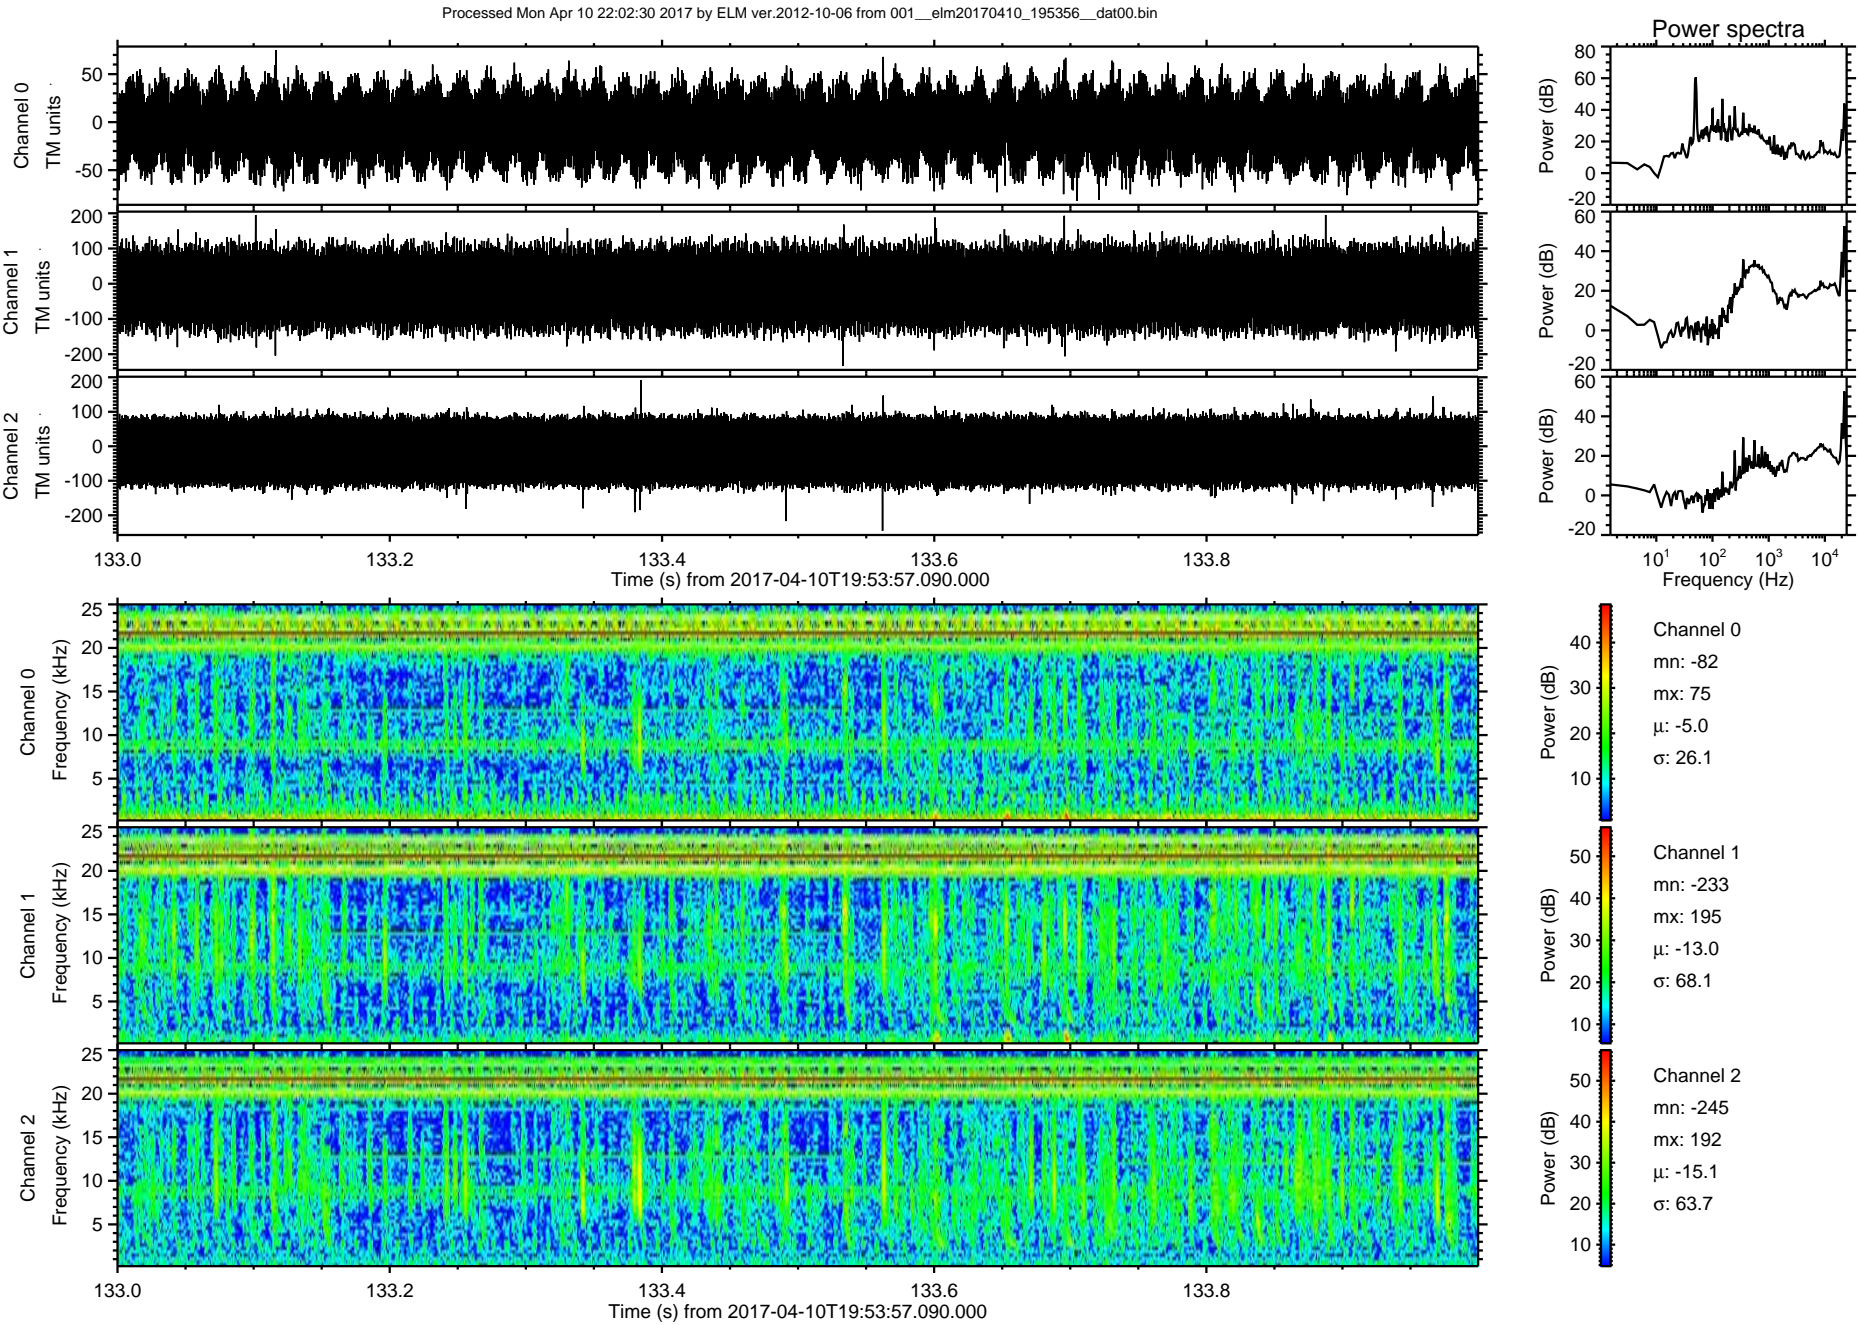 Processed Mon Apr 10 22:02:30 2017 by ELM ver.2012-10-06 from 001__elm20170410_195356__dat00.bin
Power spectra
Channel 0
TM units
50
0
-50
Power (dB)
80
60
40
20
0
-20
Channel 1
TM units
200
100
0
-100
-200
Power (dB)
60
40
20
0
-20
Channel 2
TM units
200
100
0
-100
-200
Power (dB)
60
40
20
0
-20
133.0 133.2 133.4 133.6 133.8
Time (s) from 2017-04-10T19:53:57.090.000
10^1 10^2 10^3 10^4
Frequency (Hz)
Channel 0
Frequency (kHz)
25
20
15
10
5
Power (dB)
40
30
20
10
Channel 0
mn: -82
mx: 75
μ: -5.0
σ: 26.1
Channel 1
Frequency (kHz)
25
20
15
10
5
Power (dB)
50
40
30
20
10
Channel 1
mn: -233
mx: 195
μ: -13.0
σ: 68.1
Channel 2
Frequency (kHz)
25
20
15
10
5
Power (dB)
50
40
30
20
10
Channel 2
mn: -245
mx: 192
μ: -15.1
σ: 63.7
133.0 133.2 133.4 133.6 133.8
Time (s) from 2017-04-10T19:53:57.090.000